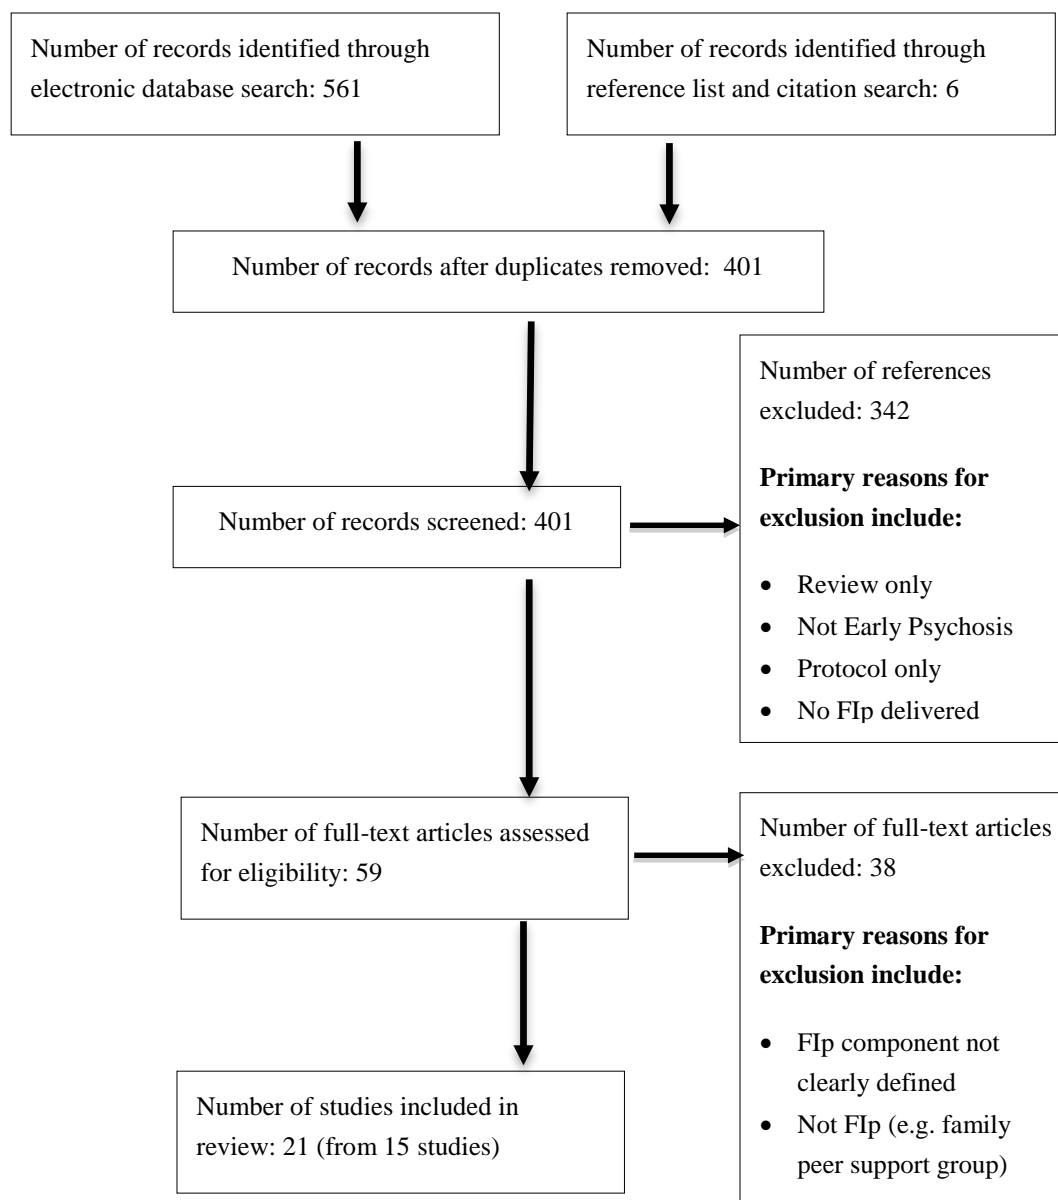 Number of records identified through
electronic database search: 561
Number of records identified through
reference list and citation search: 6
Number of records after duplicates removed: 401
Number of records screened: 401
Number of references
excluded: 342
Primary reasons for
exclusion include:
• Review only
• Not Early Psychosis
• Protocol only
• No FIp delivered
Number of full-text articles assessed
for eligibility: 59
Number of full-text articles
excluded: 38
Primary reasons for
exclusion include:
• FIp component not
clearly defined
• Not FIp (e.g. family
peer support group)
Number of studies included in
review: 21 (from 15 studies)